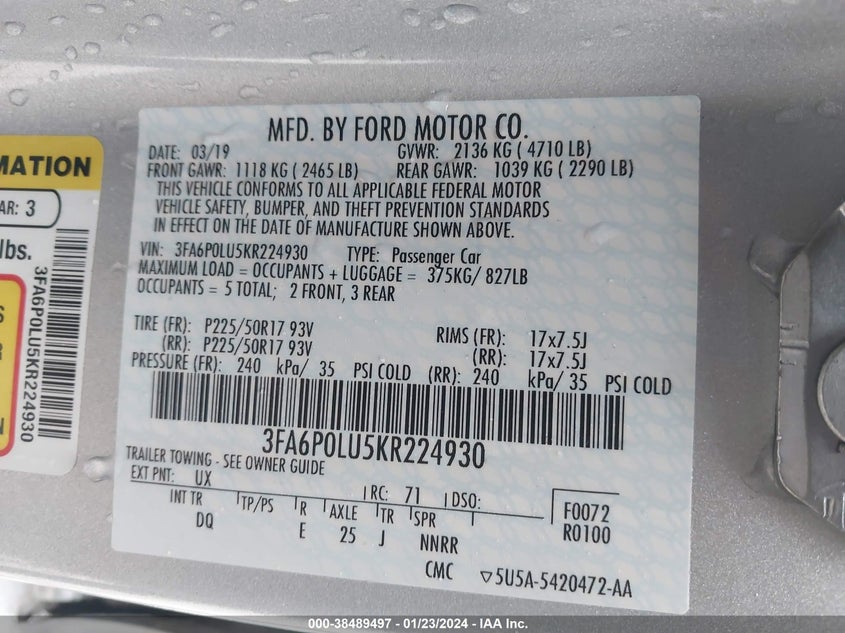 MATION
AR: 3
lbs.
3FA6P0LU5KR224930
S
R
N
MFD. BY FORD MOTOR CO.
DATE: 03/19 GVWR: 2136 KG ( 4710 LB)
FRONT GAWR: 1118 KG ( 2465 LB) REAR GAWR: 1039 KG ( 2290 LB)
THIS VEHICLE CONFORMS TO ALL APPLICABLE FEDERAL MOTOR
VEHICLE SAFETY, BUMPER, AND THEFT PREVENTION STANDARDS
IN EFFECT ON THE DATE OF MANUFACTURE SHOWN ABOVE.
VIN: 3FA6P0LU5KR224930 TYPE: Passenger Car
MAXIMUM LOAD = OCCUPANTS + LUGGAGE = 375KG/ 827LB
OCCUPANTS = 5 TOTAL; 2 FRONT, 3 REAR
TIRE (FR): P225/50R17 93V RIMS (FR): 17x7.5J
(RR): P225/50R17 93V (RR): 17x7.5J
PRESSURE (FR): 240 kPa/ 35 PSI COLD (RR): 240 kPa/ 35 PSI COLD
3FA6P0LU5KR224930
TRAILER TOWING - SEE OWNER GUIDE
EXT PNT: UX RC: 71 DSO: F0072
INT TR TP/PS R AXLE TR SPR R0100
DQ E 25 J NNRR
CMC ▽5U5A-5420472-AA
000-38489497 - 01/23/2024 - IAA Inc.